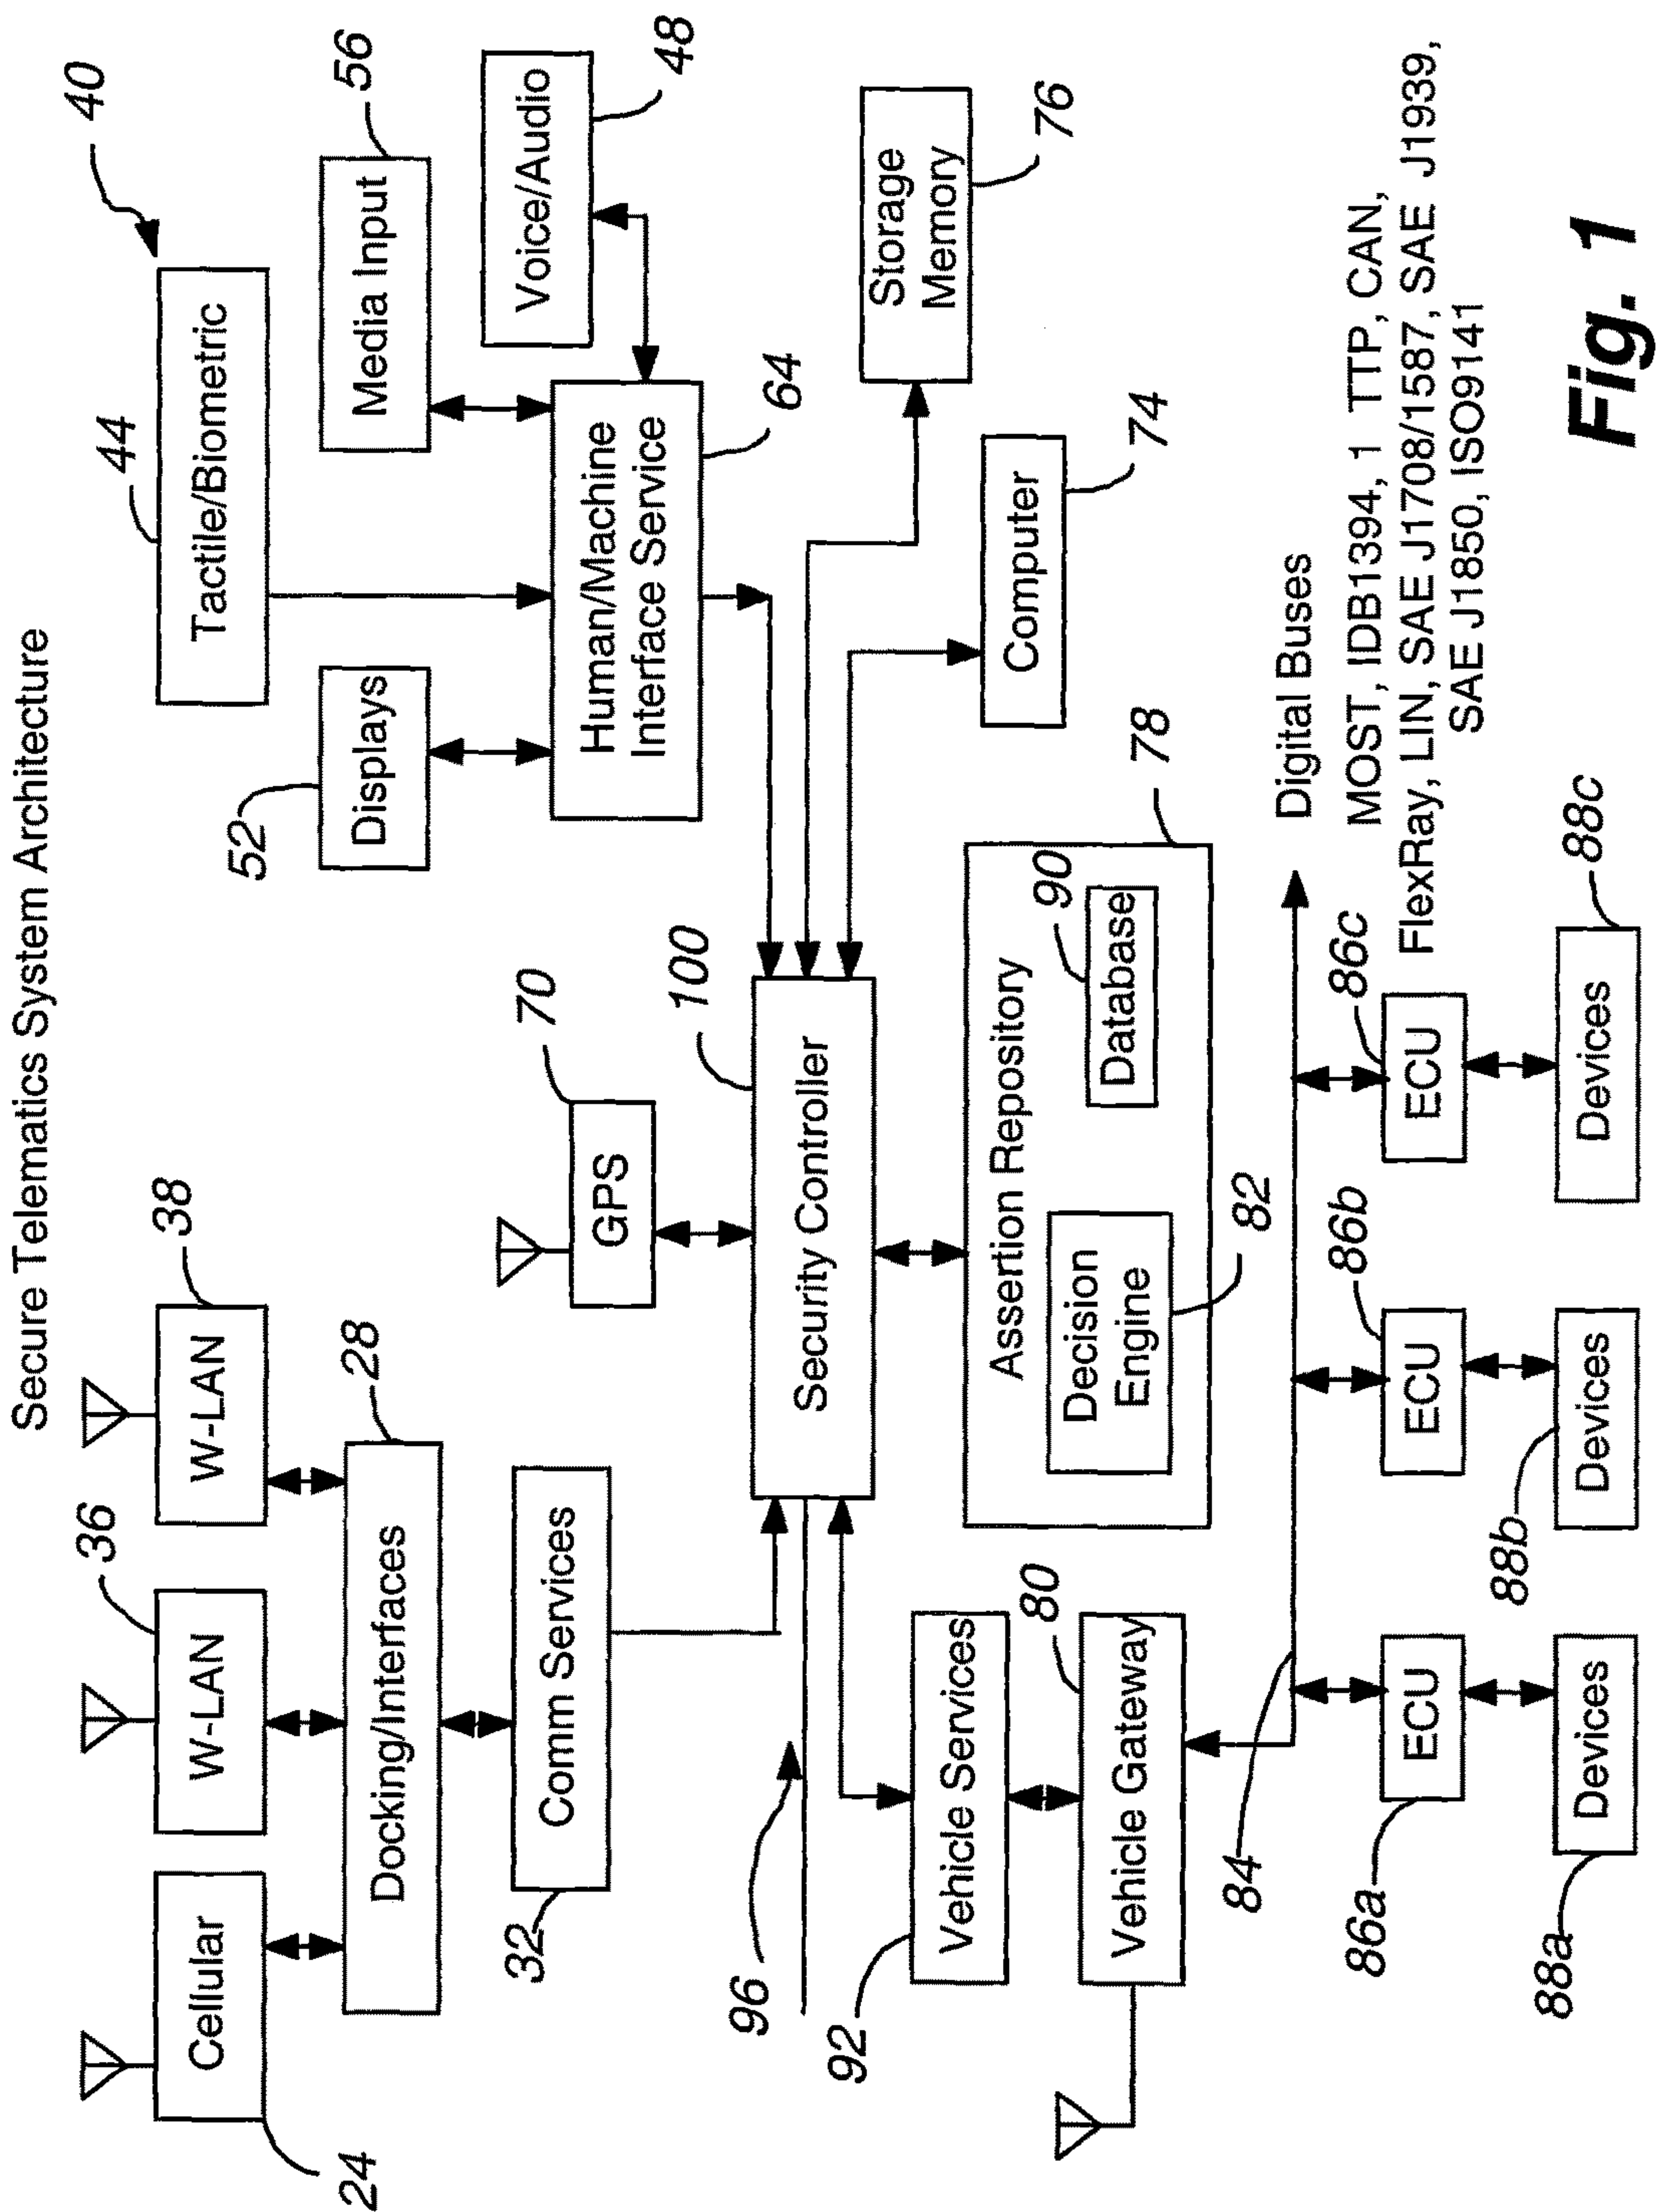 Secure Telematics System Architecture
40
44
Tactile/Biometric
52
Displays
56
Media Input
48
Voice/Audio
Human/Machine
Interface Service
64
24
Cellular
36
W-LAN
38
W-LAN
28
Docking/Interfaces
32
Comm Services
70
GPS
100
Security Controller
96
76
Storage
Memory
74
Computer
78
Assertion Repository
82
Decision
Engine
90
Database
92
Vehicle Services
80
Vehicle Gateway
84
Digital Buses
MOST, IDB1394, 1 TTP, CAN,
FlexRay, LIN, SAE J1708/1587, SAE J1939,
SAE J1850, ISO9141
86a
ECU
86b
ECU
86c
ECU
88a
Devices
88b
Devices
88c
Devices
Fig. 1